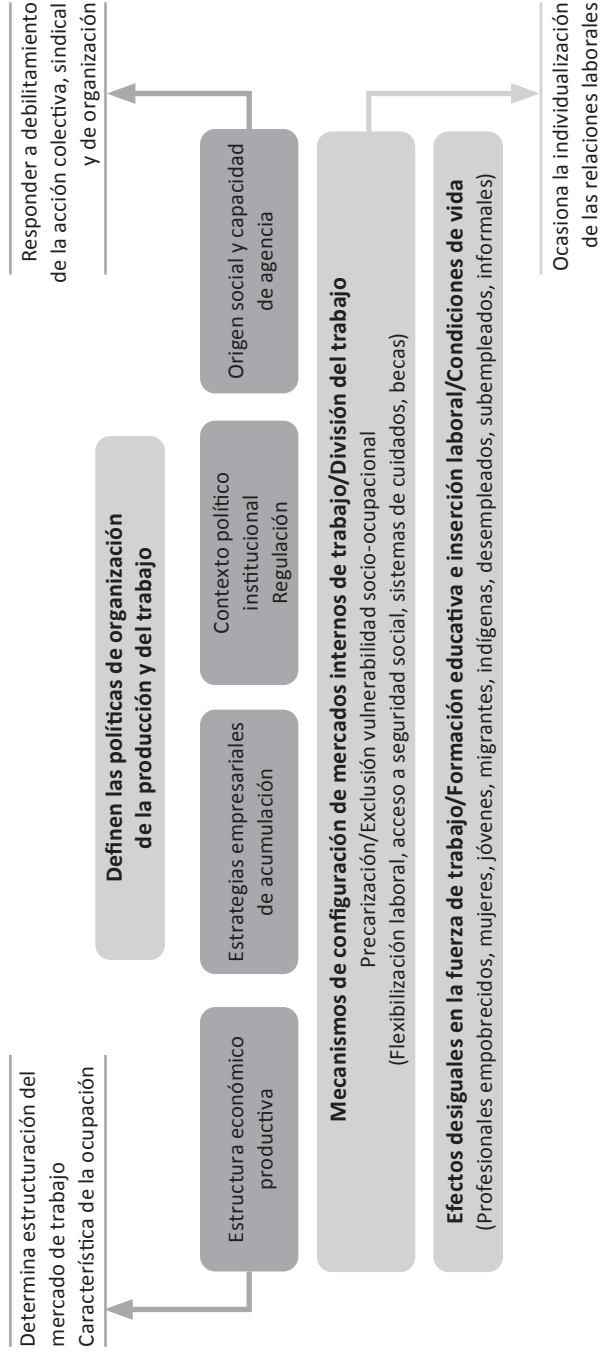 Determina estructuración del
mercado de trabajo
Característica de la ocupación
Responder a debilitamiento
de la acción colectiva, sindical
y de organización
Definen las políticas de organización
de la producción y del trabajo
Estructura económico
productiva
Estrategias empresariales
de acumulación
Contexto político
institucional
Regulación
Origen social y capacidad
de agencia
Mecanismos de configuración de mercados internos de trabajo/División del trabajo
Precarización/Exclusión vulnerabilidad socio-ocupacional
(Flexibilización laboral, acceso a seguridad social, sistemas de cuidados, becas)
Efectos desiguales en la fuerza de trabajo/Formación educativa e inserción laboral/Condiciones de vida
(Profesionales empobrecidos, mujeres, jóvenes, migrantes, indígenas, desempleados, subempleados, informales)
Ocasiona la individualización
de las relaciones laborales